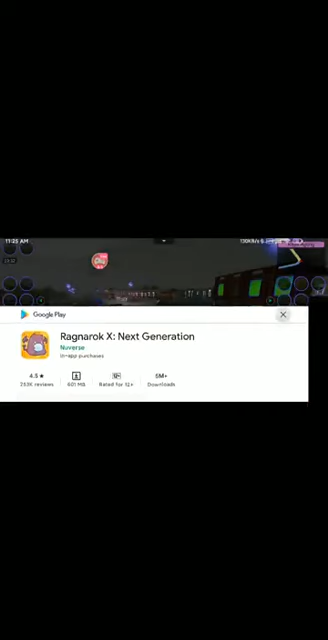 11:25 AM
Google Play
Ragnarok X: Next Generation
Nuverse
In-app purchases
4.5 ★
253K reviews
601 MB
12+
Rated for 12+
5M+
Downloads